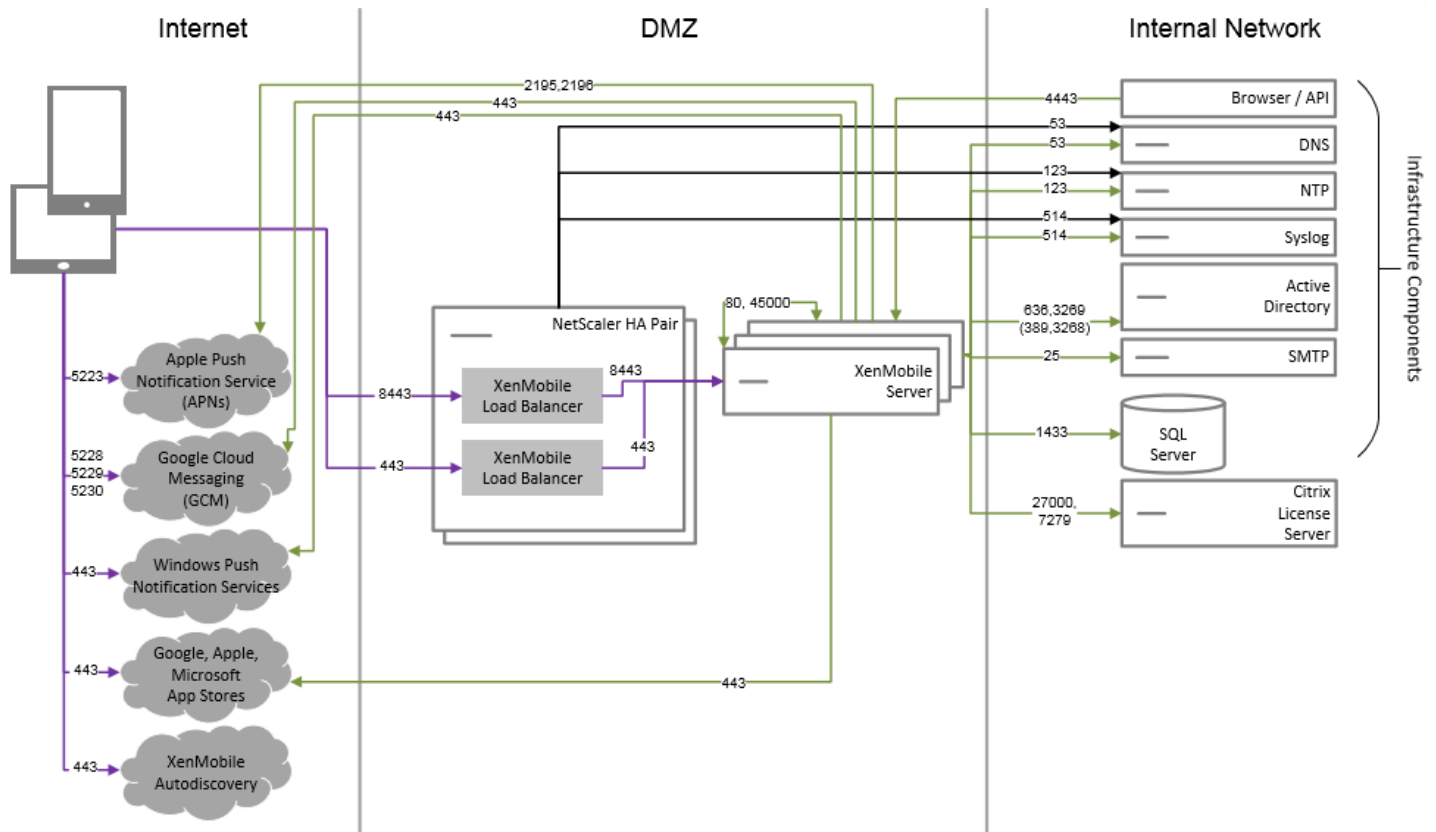 Internet
DMZ
Internal Network
2195,2196
443
443
4443
Browser / API
53
53
DNS
123
123
NTP
514
514
Syslog
636,3269
(389,3268)
Active
Directory
25
SMTP
1433
SQL
Server
27000,
7279
Citrix
License
Server
Infrastructure Components
80, 45000
NetScaler HA Pair
XenMobile
Load Balancer
XenMobile
Load Balancer
8443
443
8443
443
XenMobile
Server
443
5223
Apple Push
Notification Service
(APNs)
5228
5229
5230
Google Cloud
Messaging
(GCM)
443
Windows Push
Notification Services
443
Google, Apple,
Microsoft
App Stores
443
XenMobile
Autodiscovery